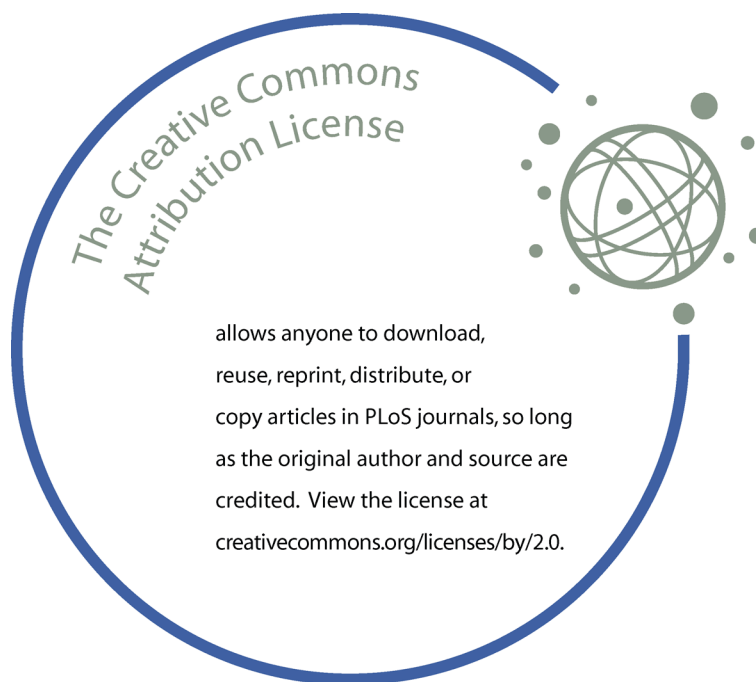 The Creative Commons
Attribution License
allows anyone to download,
reuse, reprint, distribute, or
copy articles in PLoS journals, so long
as the original author and source are
credited.  View the license at
creativecommons.org/licenses/by/2.0.